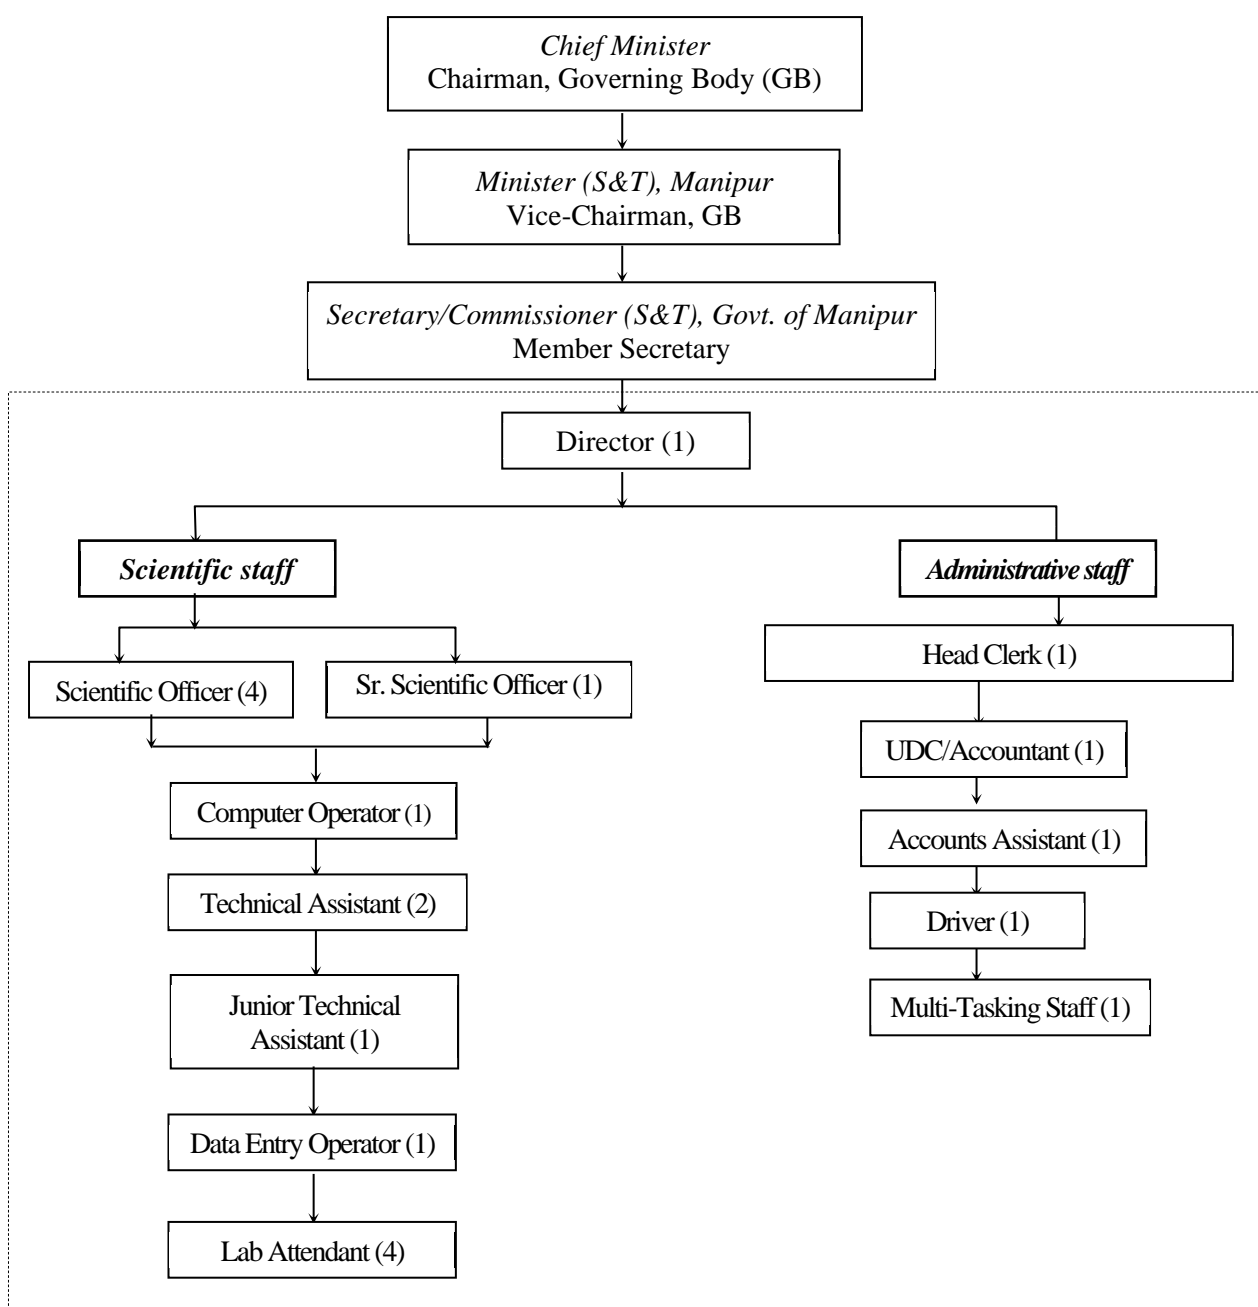 Chief Minister
Chairman, Governing Body (GB)
Minister (S&T), Manipur
Vice-Chairman, GB
Secretary/Commissioner (S&T), Govt. of Manipur
Member Secretary
Director (1)
Scientific staff
Administrative staff
Scientific Officer (4)
Sr. Scientific Officer (1)
Head Clerk (1)
UDC/Accountant (1)
Computer Operator (1)
Accounts Assistant (1)
Technical Assistant (2)
Driver (1)
Junior Technical
Assistant (1)
Multi-Tasking Staff (1)
Data Entry Operator (1)
Lab Attendant (4)